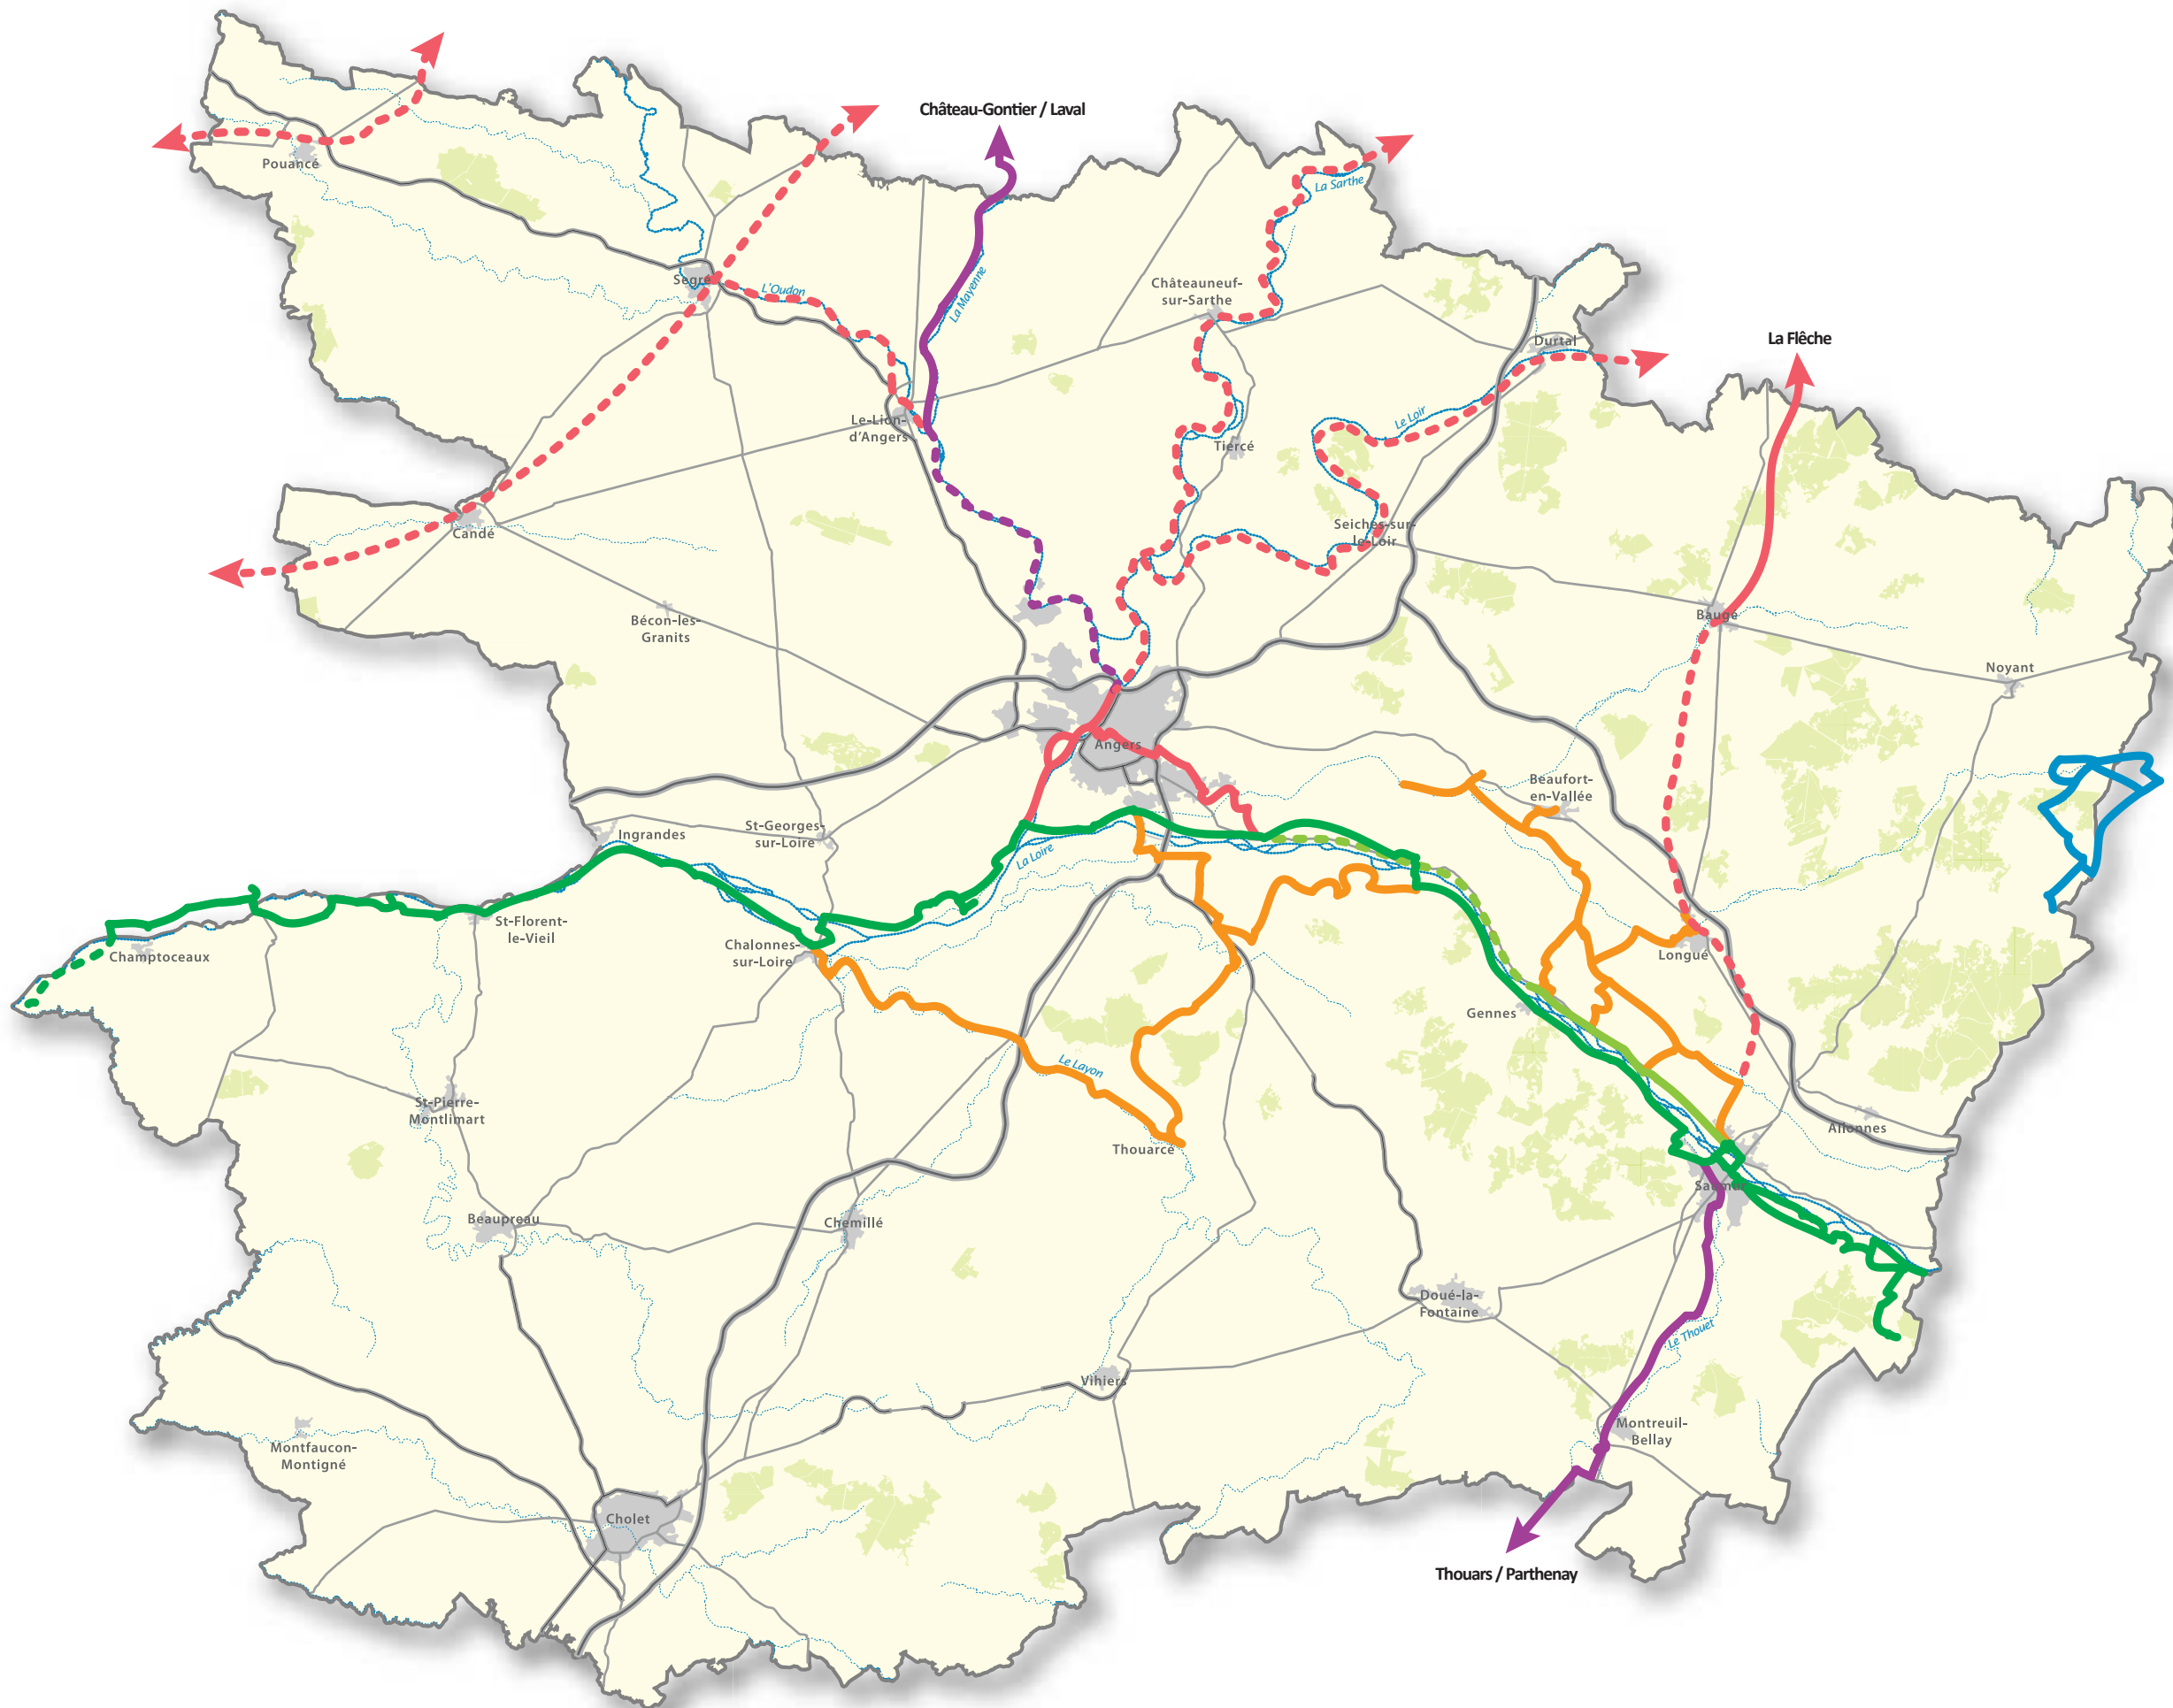 Château-Gontier / Laval
Pouancé
La Sarthe
Segré
L'Oudon
La Mayenne
Châteauneuf-
sur-Sarthe
Durtal
La Flêche
Le-Lion-
d'Angers
Le Loir
Tiercé
Candé
Seiches-sur-
le-Loir
Bécon-les-
Granits
Baugé
Noyant
Angers
Beaufort-
en-Vallée
Ingrandes
St-Georges-
sur-Loire
La Loire
St-Florent-
le-Vieil
Champtoceaux
Chalonnes-
sur-Loire
Longué
Gennes
Le Layon
St-Pierre-
Montlimart
Thouarce
Allonnes
Saumur
Beaupreau
Chemillé
Doué-la-
Fontaine
Le Thouet
Vihiers
Montreuil-
Bellay
Montfaucon-
Montigné
Cholet
Thouars / Parthenay